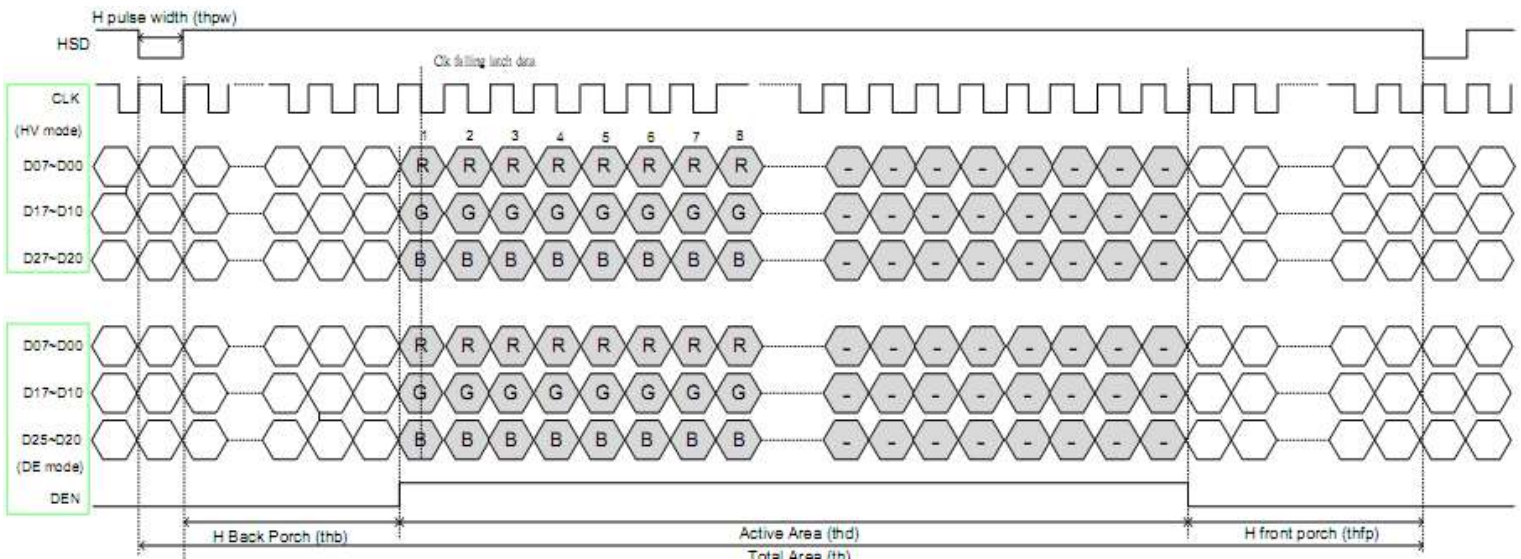 H pulse width (thpw)
HSD
Clk falling latch data
CLK
(HV mode)
1 2 3 4 5 6 7 8
D07~D00 R R R R R R R R - - - - - - - -
D17~D10 G G G G G G G G - - - - - - - -
D27~D20 B B B B B B B B - - - - - - - -
D07~D00 R R R R R R R R - - - - - - - -
D17~D10 G G G G G G G G - - - - - - - -
D25~D20 B B B B B B B B - - - - - - - -
(DE mode)
DEN
H Back Porch (thb) Active Area (thd) H front porch (thfp)
Total Area (th)